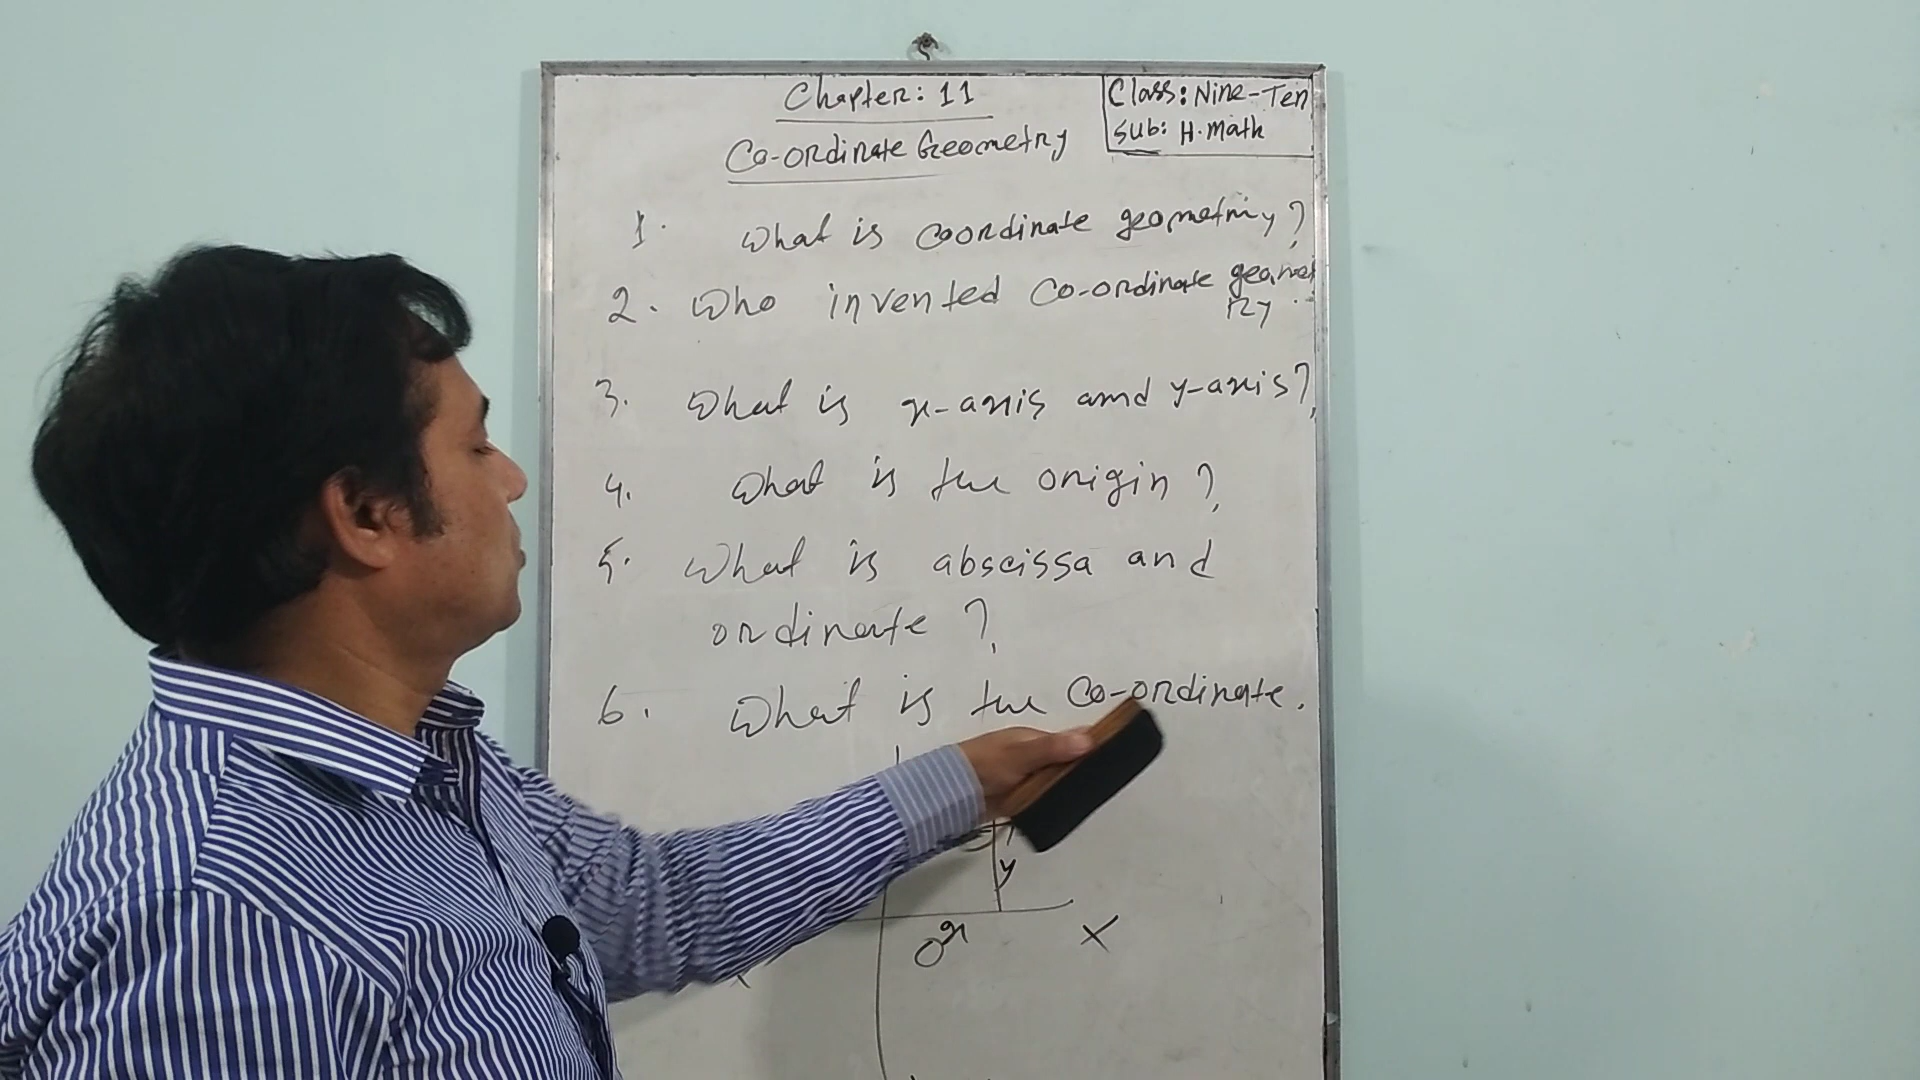 Chapter: 11
Class: Nine-Ten
Sub: H.Math
Co-ordinate Geometry
1. What is coordinate geometry?
2. Who invented Co-ordinate geomet
ry
3. What is x-axis and y-axis?
4. What is the origin?
5. What is abscissa and
ordinate?
6. What is the Co-ordinate.
y
O x
X